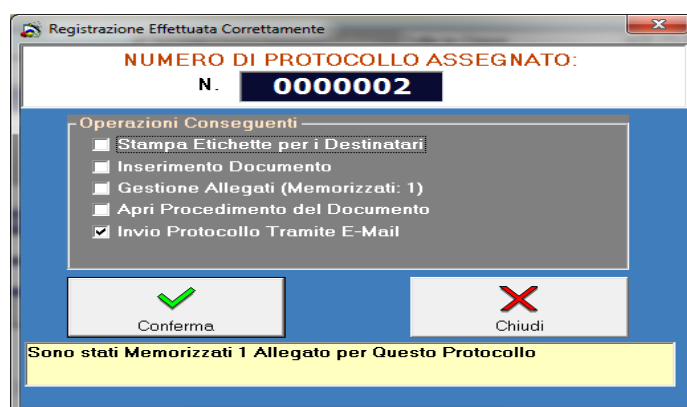 Registrazione Effettuata Correttamente
NUMERO DI PROTOCOLLO ASSEGNATO:
N. 0000002
Operazioni Conseguenti
Stampa Etichette per i Destinatari
Inserimento Documento
Gestione Allegati (Memorizzati: 1)
Apri Procedimento del Documento
Invio Protocollo Tramite E-Mail
Conferma
Chiudi
Sono stati Memorizzati 1 Allegato per Questo Protocollo